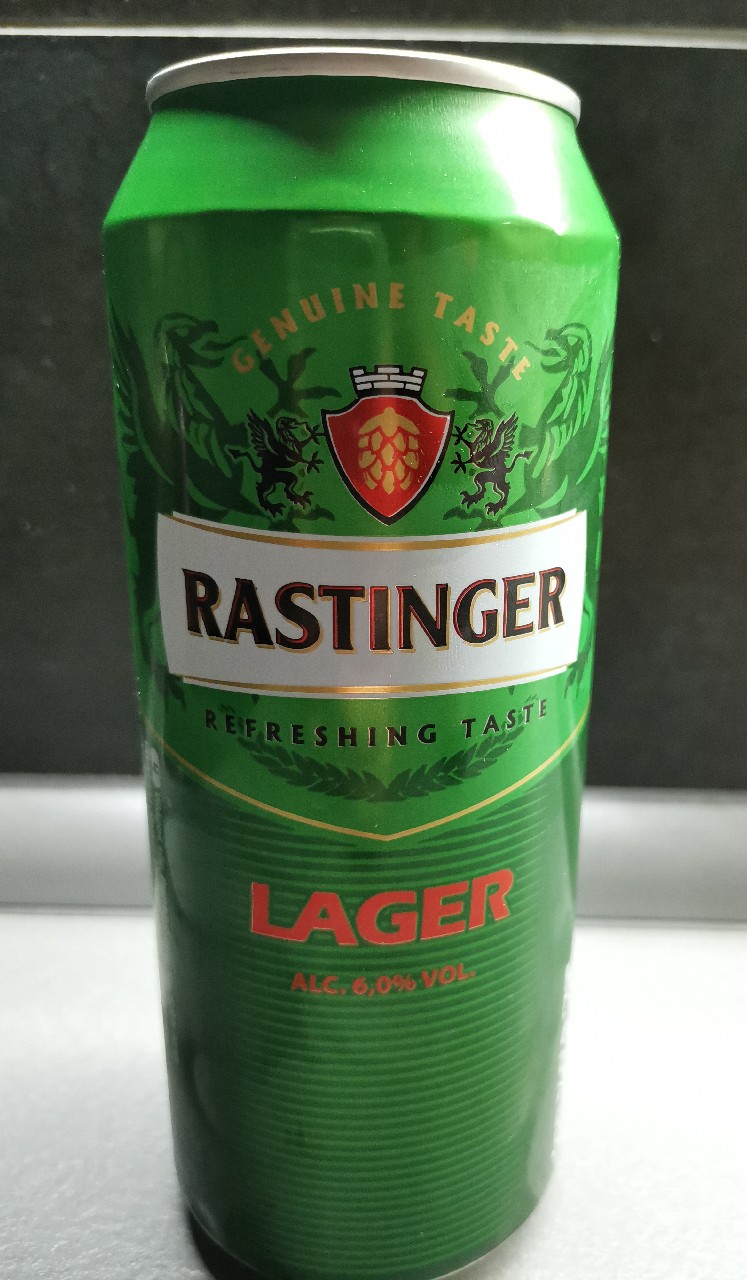 GENUINE TASTE
RASTINGER
REFRESHING TASTE
LAGER
ALC. 6,0% VOL.